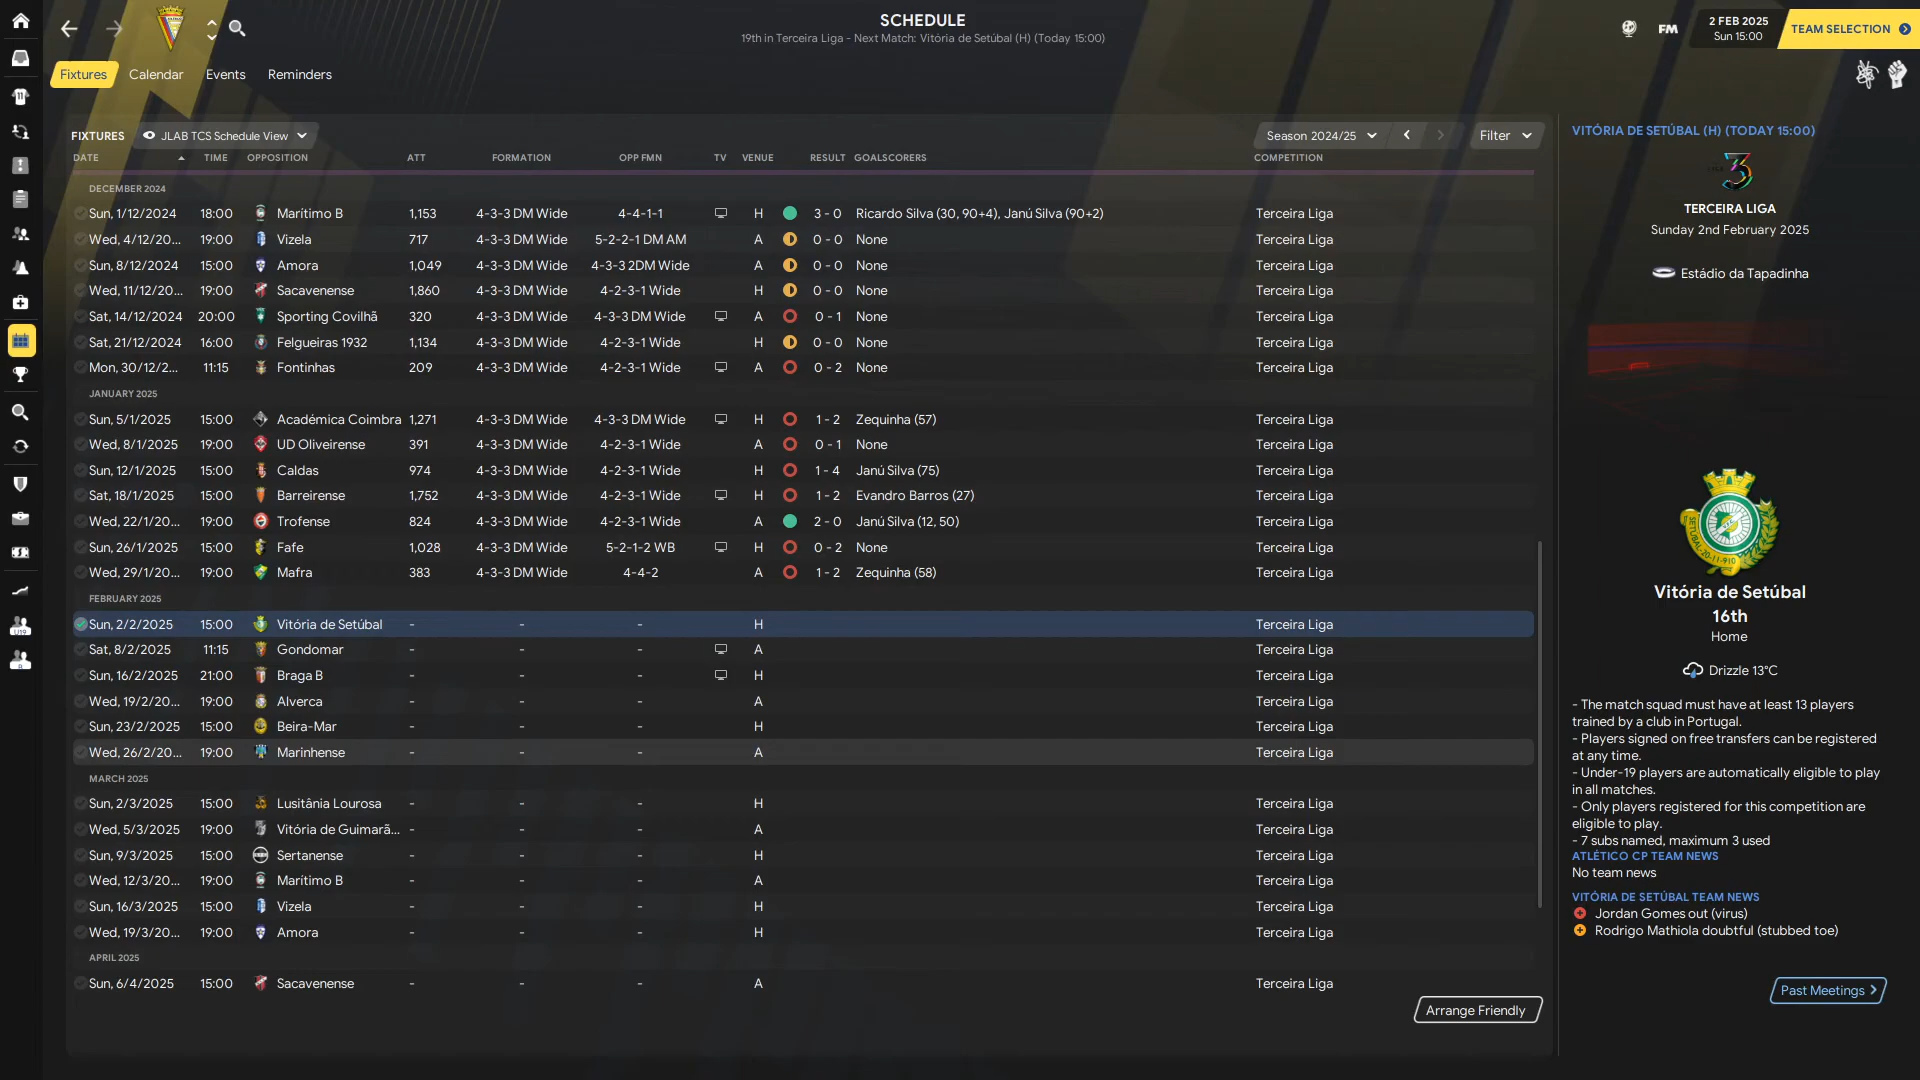 SCHEDULE
19th in Terceira Liga - Next Match: Vitória de Setúbal (H) (Today 15:00)
FM
2 FEB 2025
Sun 15:00
TEAM SELECTION
Fixtures Calendar Events Reminders
FIXTURES JLAB TCS Schedule View Season 2024/25 Filter
DATE TIME OPPOSITION ATT FORMATION OPP FMN TV VENUE RESULT GOALSCORERS COMPETITION
DECEMBER 2024
Sun, 1/12/2024 18:00 Marítimo B 1,153 4-3-3 DM Wide 4-4-1-1 H 3 - 0 Ricardo Silva (30, 90+4), Janú Silva (90+2) Terceira Liga
Wed, 4/12/20... 19:00 Vizela 717 4-3-3 DM Wide 5-2-2-1 DM AM A 0 - 0 None Terceira Liga
Sun, 8/12/2024 15:00 Amora 1,049 4-3-3 DM Wide 4-3-3 2DM Wide A 0 - 0 None Terceira Liga
Wed, 11/12/20... 19:00 Sacavenense 1,860 4-3-3 DM Wide 4-2-3-1 Wide H 0 - 0 None Terceira Liga
Sat, 14/12/2024 20:00 Sporting Covilhã 320 4-3-3 DM Wide 4-3-3 DM Wide A 0 - 1 None Terceira Liga
Sat, 21/12/2024 16:00 Felgueiras 1932 1,134 4-3-3 DM Wide 4-2-3-1 Wide H 0 - 0 None Terceira Liga
Mon, 30/12/2... 11:15 Fontinhas 209 4-3-3 DM Wide 4-2-3-1 Wide A 0 - 2 None Terceira Liga
JANUARY 2025
Sun, 5/1/2025 15:00 Académica Coimbra 1,271 4-3-3 DM Wide 4-3-3 DM Wide H 1 - 2 Zequinha (57) Terceira Liga
Wed, 8/1/2025 19:00 UD Oliveirense 391 4-3-3 DM Wide 4-2-3-1 Wide A 0 - 1 None Terceira Liga
Sun, 12/1/2025 15:00 Caldas 974 4-3-3 DM Wide 4-2-3-1 Wide H 1 - 4 Janú Silva (75) Terceira Liga
Sat, 18/1/2025 15:00 Barreirense 1,752 4-3-3 DM Wide 4-2-3-1 Wide H 1 - 2 Evandro Barros (27) Terceira Liga
Wed, 22/1/20... 19:00 Trofense 824 4-3-3 DM Wide 4-2-3-1 Wide A 2 - 0 Janú Silva (12, 50) Terceira Liga
Sun, 26/1/2025 15:00 Fafe 1,028 4-3-3 DM Wide 5-2-1-2 WB H 0 - 2 None Terceira Liga
Wed, 29/1/20... 19:00 Mafra 383 4-3-3 DM Wide 4-4-2 A 1 - 2 Zequinha (58) Terceira Liga
FEBRUARY 2025
Sun, 2/2/2025 15:00 Vitória de Setúbal - - - H Terceira Liga
Sat, 8/2/2025 11:15 Gondomar - - - A Terceira Liga
Sun, 16/2/2025 21:00 Braga B - - - H Terceira Liga
Wed, 19/2/20... 19:00 Alverca - - - A Terceira Liga
Sun, 23/2/2025 15:00 Beira-Mar - - - H Terceira Liga
Wed, 26/2/20... 19:00 Marinhense - - - A Terceira Liga
MARCH 2025
Sun, 2/3/2025 15:00 Lusitânia Lourosa - - - H Terceira Liga
Wed, 5/3/2025 19:00 Vitória de Guimarã... - - - A Terceira Liga
Sun, 9/3/2025 15:00 Sertanense - - - H Terceira Liga
Wed, 12/3/20... 19:00 Marítimo B - - - A Terceira Liga
Sun, 16/3/2025 15:00 Vizela - - - H Terceira Liga
Wed, 19/3/20... 19:00 Amora - - - H Terceira Liga
APRIL 2025
Sun, 6/4/2025 15:00 Sacavenense - - - A Terceira Liga
Arrange Friendly
VITÓRIA DE SETÚBAL (H) (TODAY 15:00)
3
TERCEIRA LIGA
Sunday 2nd February 2025
Estádio da Tapadinha
Vitória de Setúbal
16th
Home
Drizzle 13°C
- The match squad must have at least 13 players
trained by a club in Portugal.
- Players signed on free transfers can be registered
at any time.
- Under-19 players are automatically eligible to play
in all matches.
- Only players registered for this competition are
eligible to play.
- 7 subs named, maximum 3 used
ATLÉTICO CP TEAM NEWS
No team news
VITÓRIA DE SETÚBAL TEAM NEWS
Jordan Gomes out (virus)
Rodrigo Mathiola doubtful (stubbed toe)
Past Meetings
11
U19